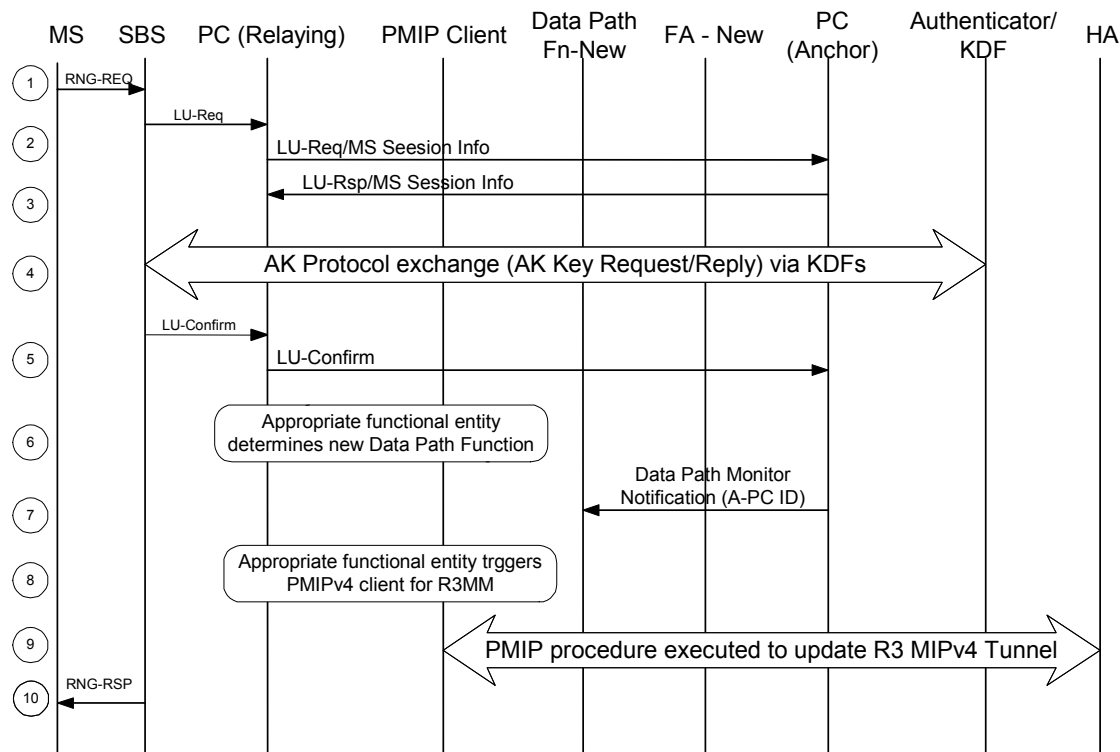 MS SBS PC (Relaying) PMIP Client Data Path Fn-New FA - New PC (Anchor) Authenticator/ KDF HA
1
RNG-REQ
LU-Req
2
LU-Req/MS Seesion Info
LU-Rsp/MS Session Info
3
AK Protocol exchange (AK Key Request/Reply) via KDFs
4
LU-Confirm
5
LU-Confirm
Appropriate functional entity
determines new Data Path Function
6
Data Path Monitor
Notification (A-PC ID)
7
Appropriate functional entity trggers
PMIPv4 client for R3MM
8
9
PMIP procedure executed to update R3 MIPv4 Tunnel
RNG-RSP
10